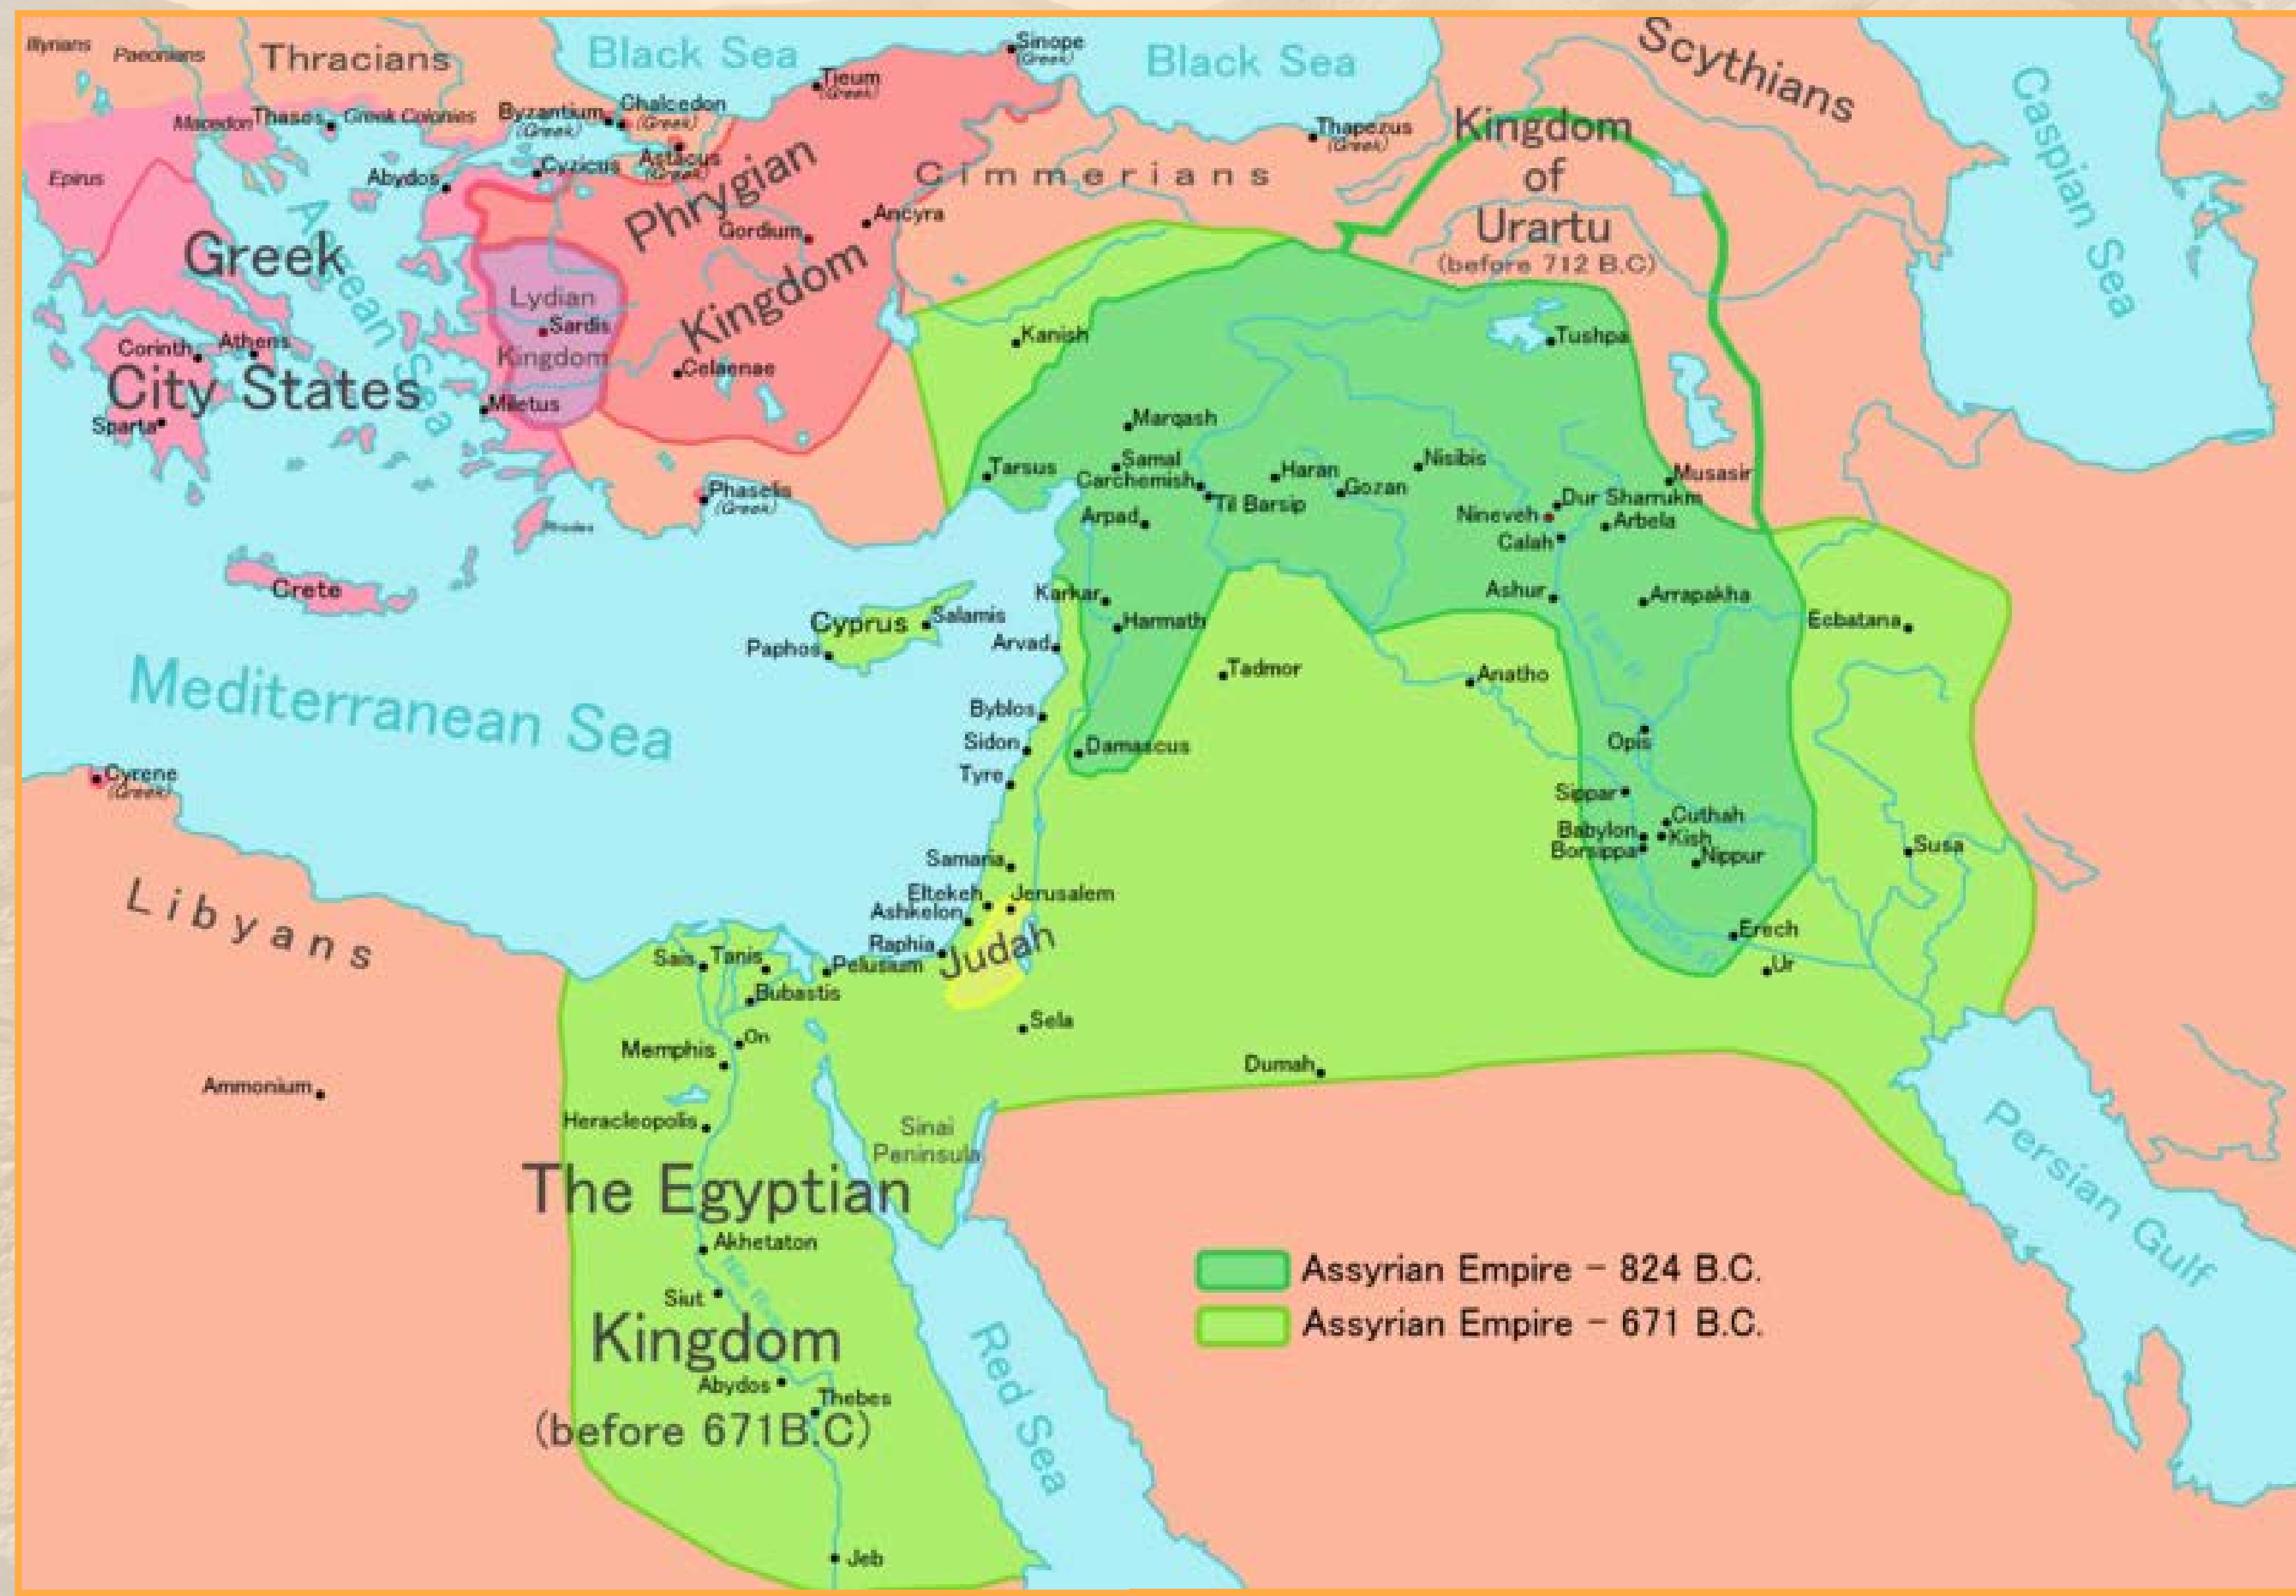 Illyrians
Paeonians
Thracians
Black Sea
Sinope
(Greek)
Black Sea
Scythians
Caspian Sea
Tieum
(Greek)
Macedon
Thasos
Greek Colonies
Byzantium
(Greek)
Chalcedon
(Greek)
Thapezus
(Greek)
Kingdom
of
Urartu
(before 712 B.C)
Epirus
Abydos
Cyzicus
Astacus
(Greek)
Cimmerians
Phrygian
Kingdom
Gordium
Ancyra
Aegean Sea
Greek
City States
Lydian
Kingdom
Sardis
Corinth
Athens
Sparta
Celaenae
Miletus
Kanish
Tushpa
Marqash
Tarsus
Samal
Carchemish
Til Barsip
Haran
Gozan
Nisibis
Musasir
Dur Sharrukin
Nineveh
Arbela
Calah
Arpad
Phaselis
(Greek)
Rhodes
Crete
Karkar
Harmath
Ashur
Arrapakha
Ecbatana
Cyprus
Salamis
Paphos
Arvad
Tadmor
Anatho
Mediterranean Sea
Byblos
Sidon
Tyre
Damascus
Opis
Cyrene
(Greek)
Sippar
Cuthah
Babylon
Kish
Borsippa
Nippur
Susa
Samaria
Eltekeh
Jerusalem
Ashkelon
Raphia
Judah
Erech
Ur
Libyans
Sais
Tanis
Pelusium
Bubastis
Sela
On
Memphis
Dumah
Ammonium
Heracleopolis
Sinai
Peninsula
Persian Gulf
The Egyptian
Kingdom
(before 671B.C)
Akhetaton
Siut
Nile River
Abydos
Thebes
Jeb
Red Sea
Assyrian Empire - 824 B.C.
Assyrian Empire - 671 B.C.